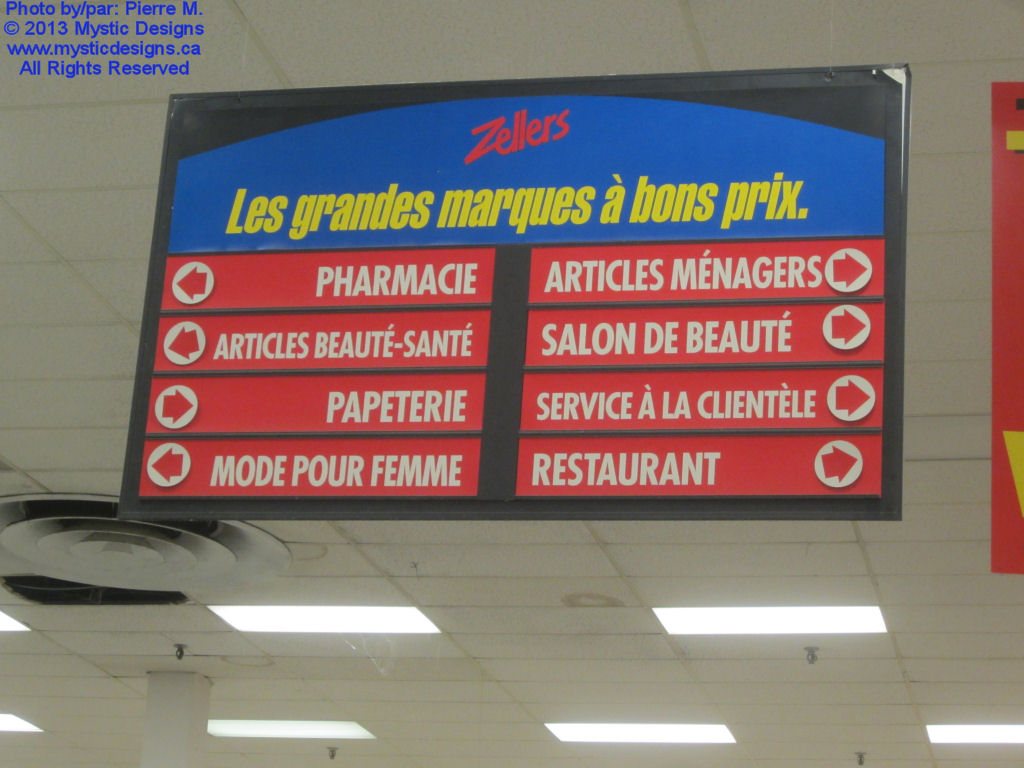 Photo by/par: Pierre M.
© 2013 Mystic Designs
www.mysticdesigns.ca
All Rights Reserved
Zellers
Les grandes marques à bons prix.
PHARMACIE
ARTICLES BEAUTÉ-SANTÉ
PAPETERIE
MODE POUR FEMME
ARTICLES MÉNAGERS
SALON DE BEAUTÉ
SERVICE À LA CLIENTÈLE
RESTAURANT